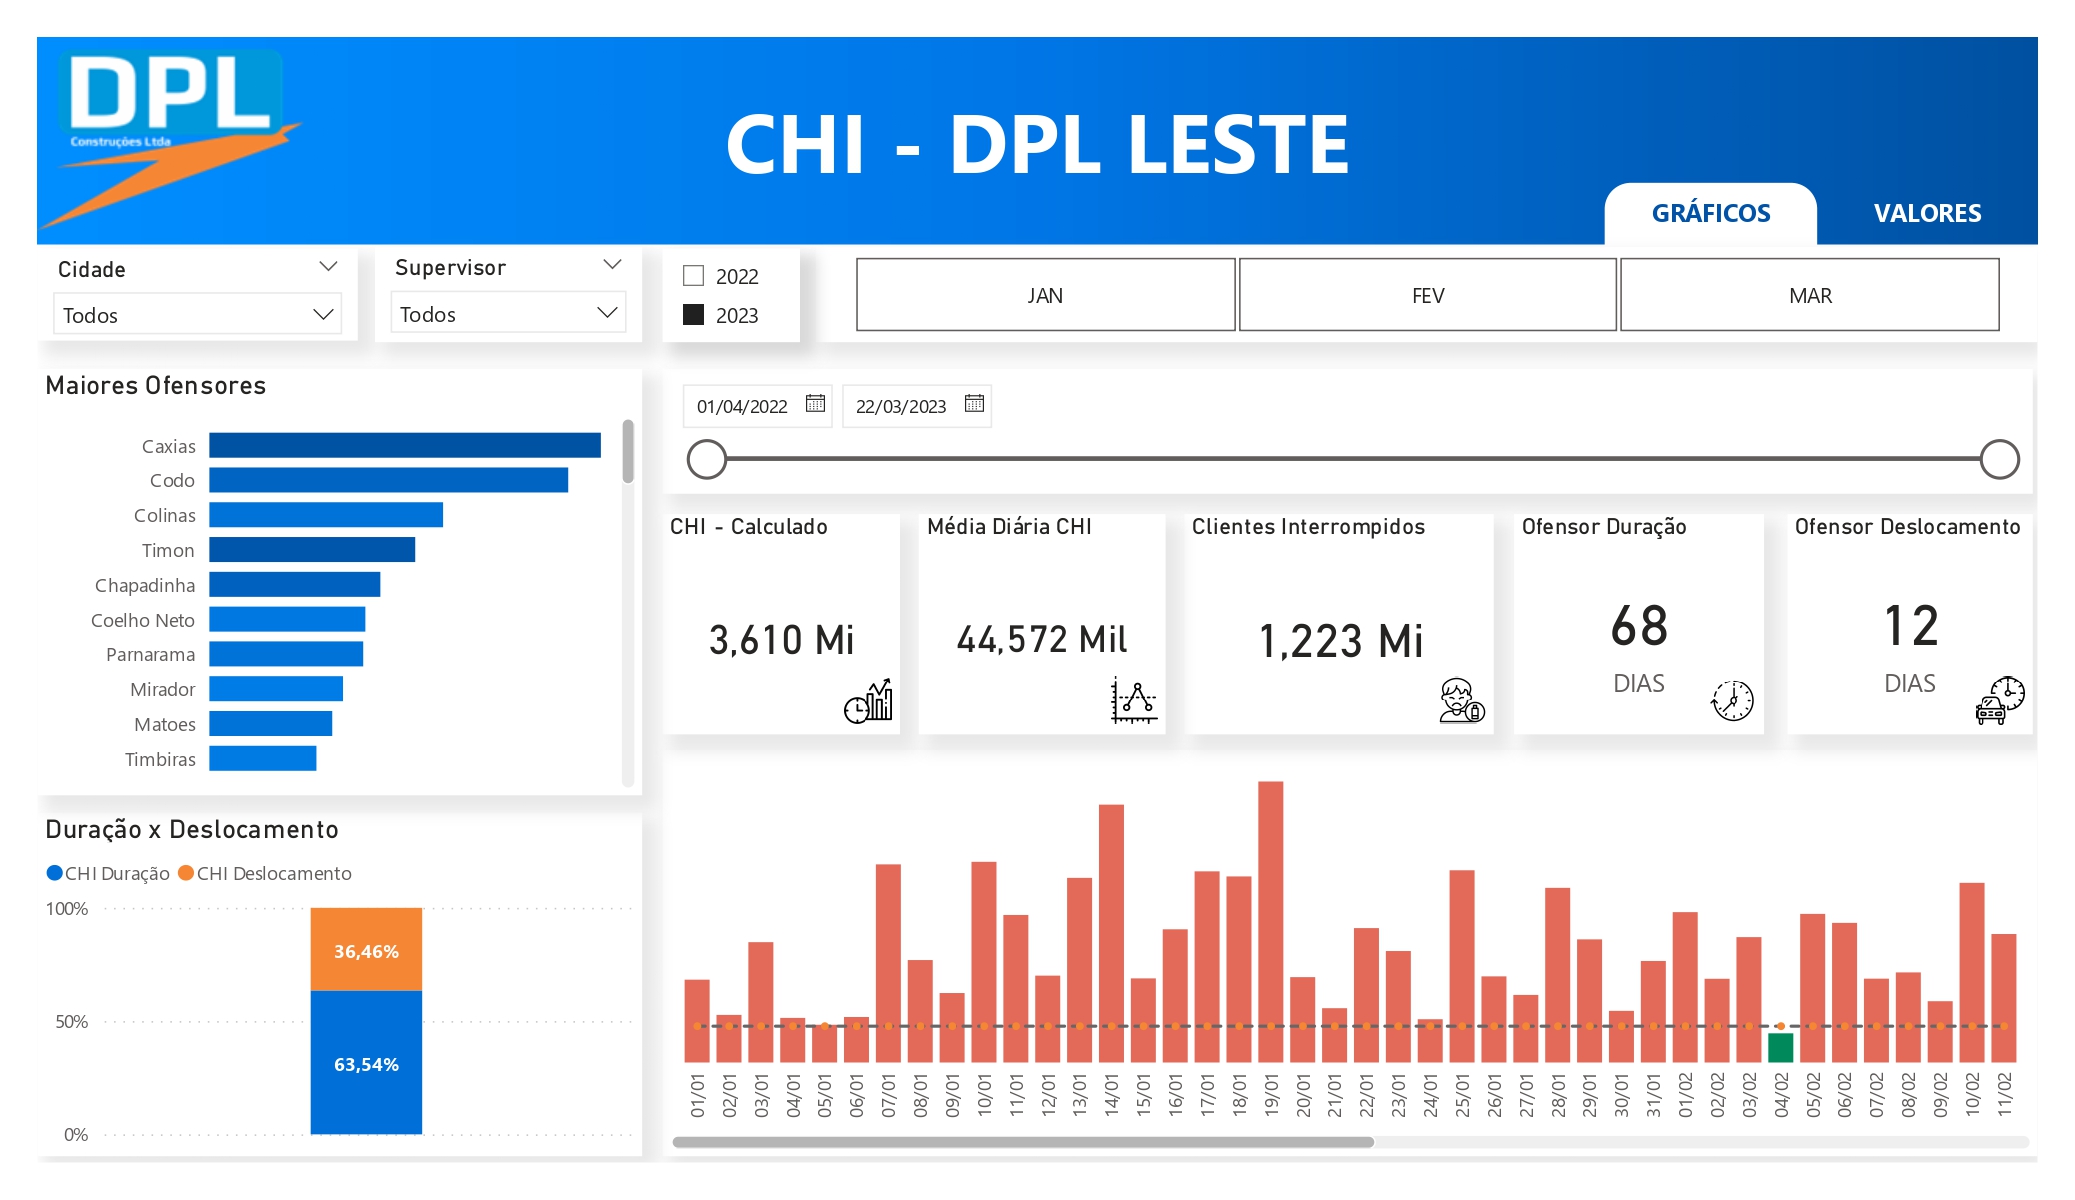 DPL
Construções Ltda
CHI - DPL LESTE
GRÁFICOS
VALORES
Cidade
Todos
Supervisor
Todos
2022
2023
JAN
FEV
MAR
Maiores Ofensores
Caxias
Codo
Colinas
Timon
Chapadinha
Coelho Neto
Parnarama
Mirador
Matoes
Timbiras
01/04/2022
22/03/2023
CHI - Calculado
3,610 Mi
Média Diária CHI
44,572 Mil
Clientes Interrompidos
1,223 Mi
Ofensor Duração
68
DIAS
Ofensor Deslocamento
12
DIAS
Duração x Deslocamento
CHI Duração
CHI Deslocamento
100%
50%
0%
36,46%
63,54%
01/01
02/01
03/01
04/01
05/01
06/01
07/01
08/01
09/01
10/01
11/01
12/01
13/01
14/01
15/01
16/01
17/01
18/01
19/01
20/01
21/01
22/01
23/01
24/01
25/01
26/01
27/01
28/01
29/01
30/01
31/01
01/02
02/02
03/02
04/02
05/02
06/02
07/02
08/02
09/02
10/02
11/02